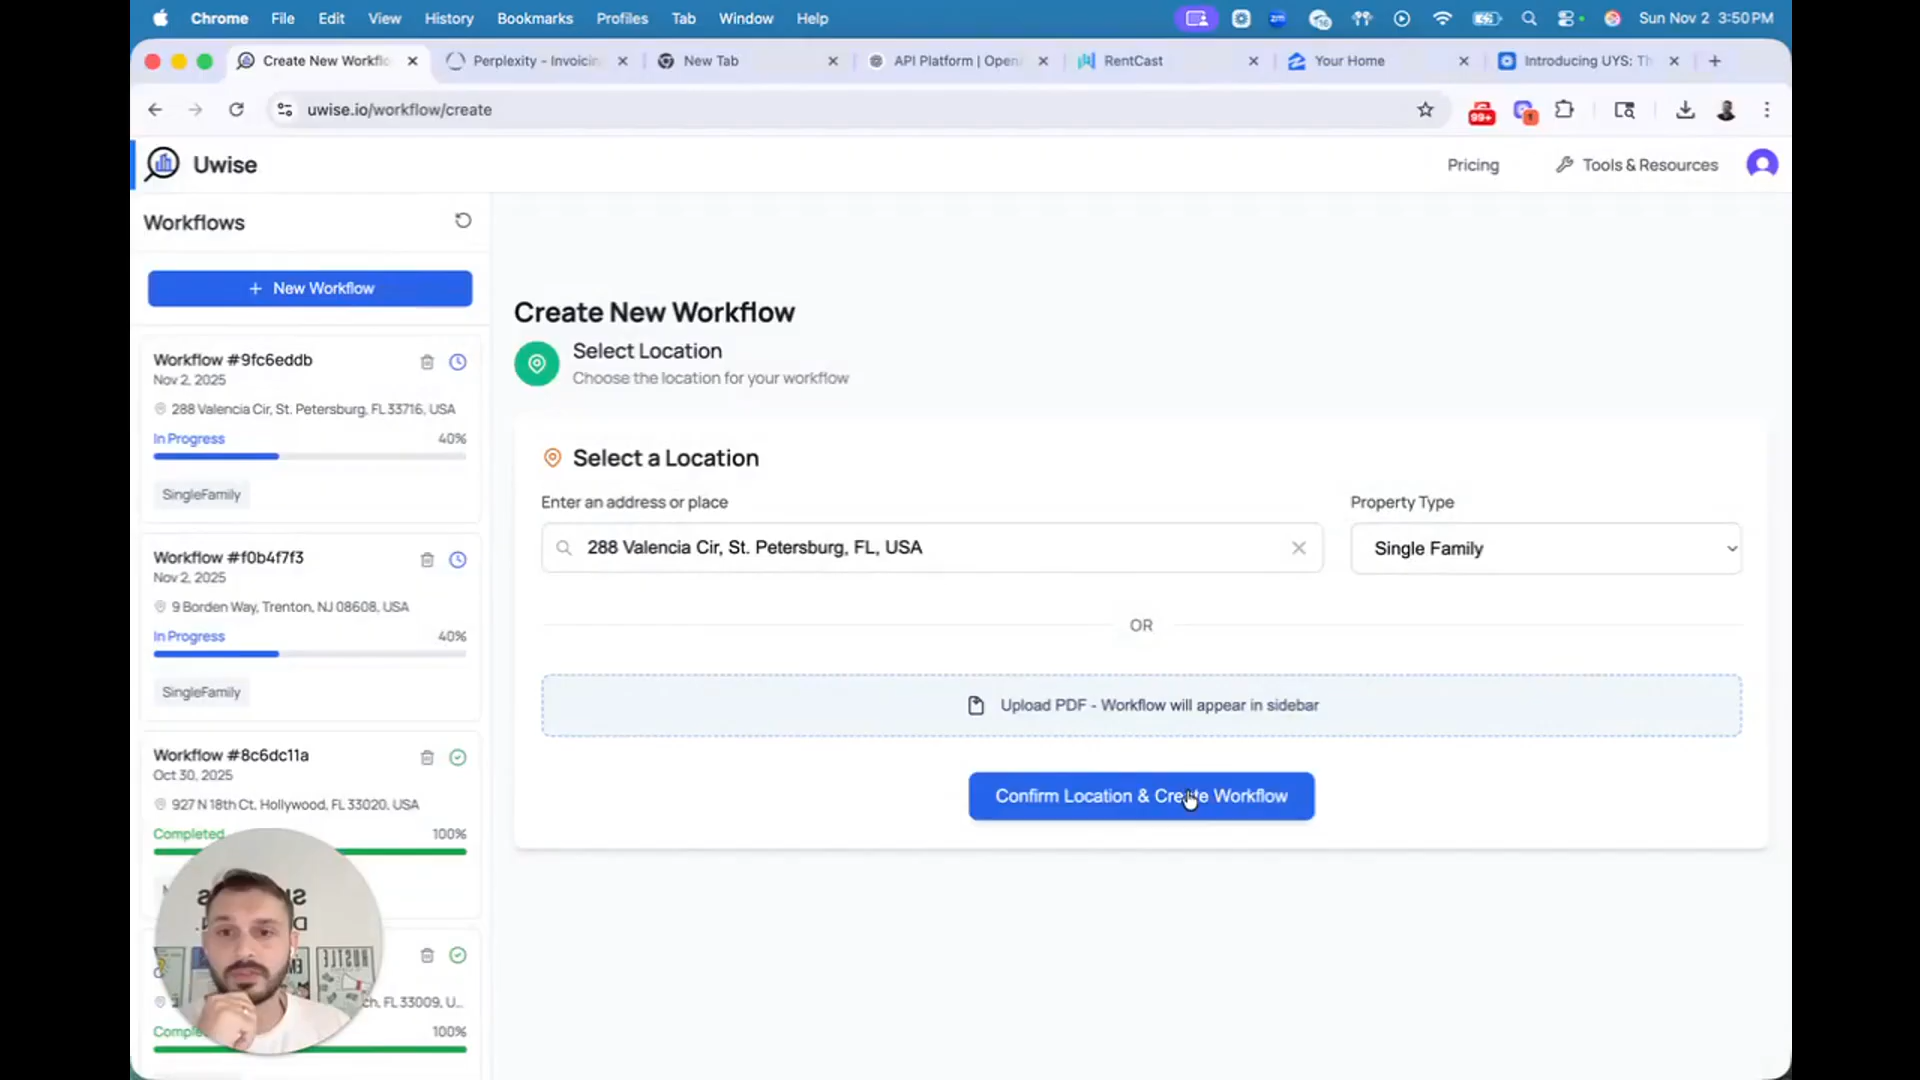 Chrome File Edit View History Bookmarks Profiles Tab Window Help
zm 16 Sun Nov 2 3:50 PM
Create New Workflo Perplexity - Invoicin New Tab API Platform | Open RentCast Your Home Introducing UYS: Th
uwise.io/workflow/create
99+
Uwise
Pricing Tools & Resources
Workflows
+ New Workflow
Workflow #9fc6eddb
Nov 2, 2025
288 Valencia Cir, St. Petersburg, FL 33716, USA
In Progress 40%
SingleFamily
Workflow #f0b4f7f3
Nov 2, 2025
9 Borden Way, Trenton, NJ 08608, USA
In Progress 40%
SingleFamily
Workflow #8c6dc11a
Oct 30, 2025
927 N 18th Ct, Hollywood, FL 33020, USA
Completed 100%
ch, FL 33009, U...
100%
Create New Workflow
Select Location
Choose the location for your workflow
Select a Location
Enter an address or place
288 Valencia Cir, St. Petersburg, FL, USA
Property Type
Single Family
OR
Upload PDF - Workflow will appear in sidebar
Confirm Location & Create Workflow
HUSTLE